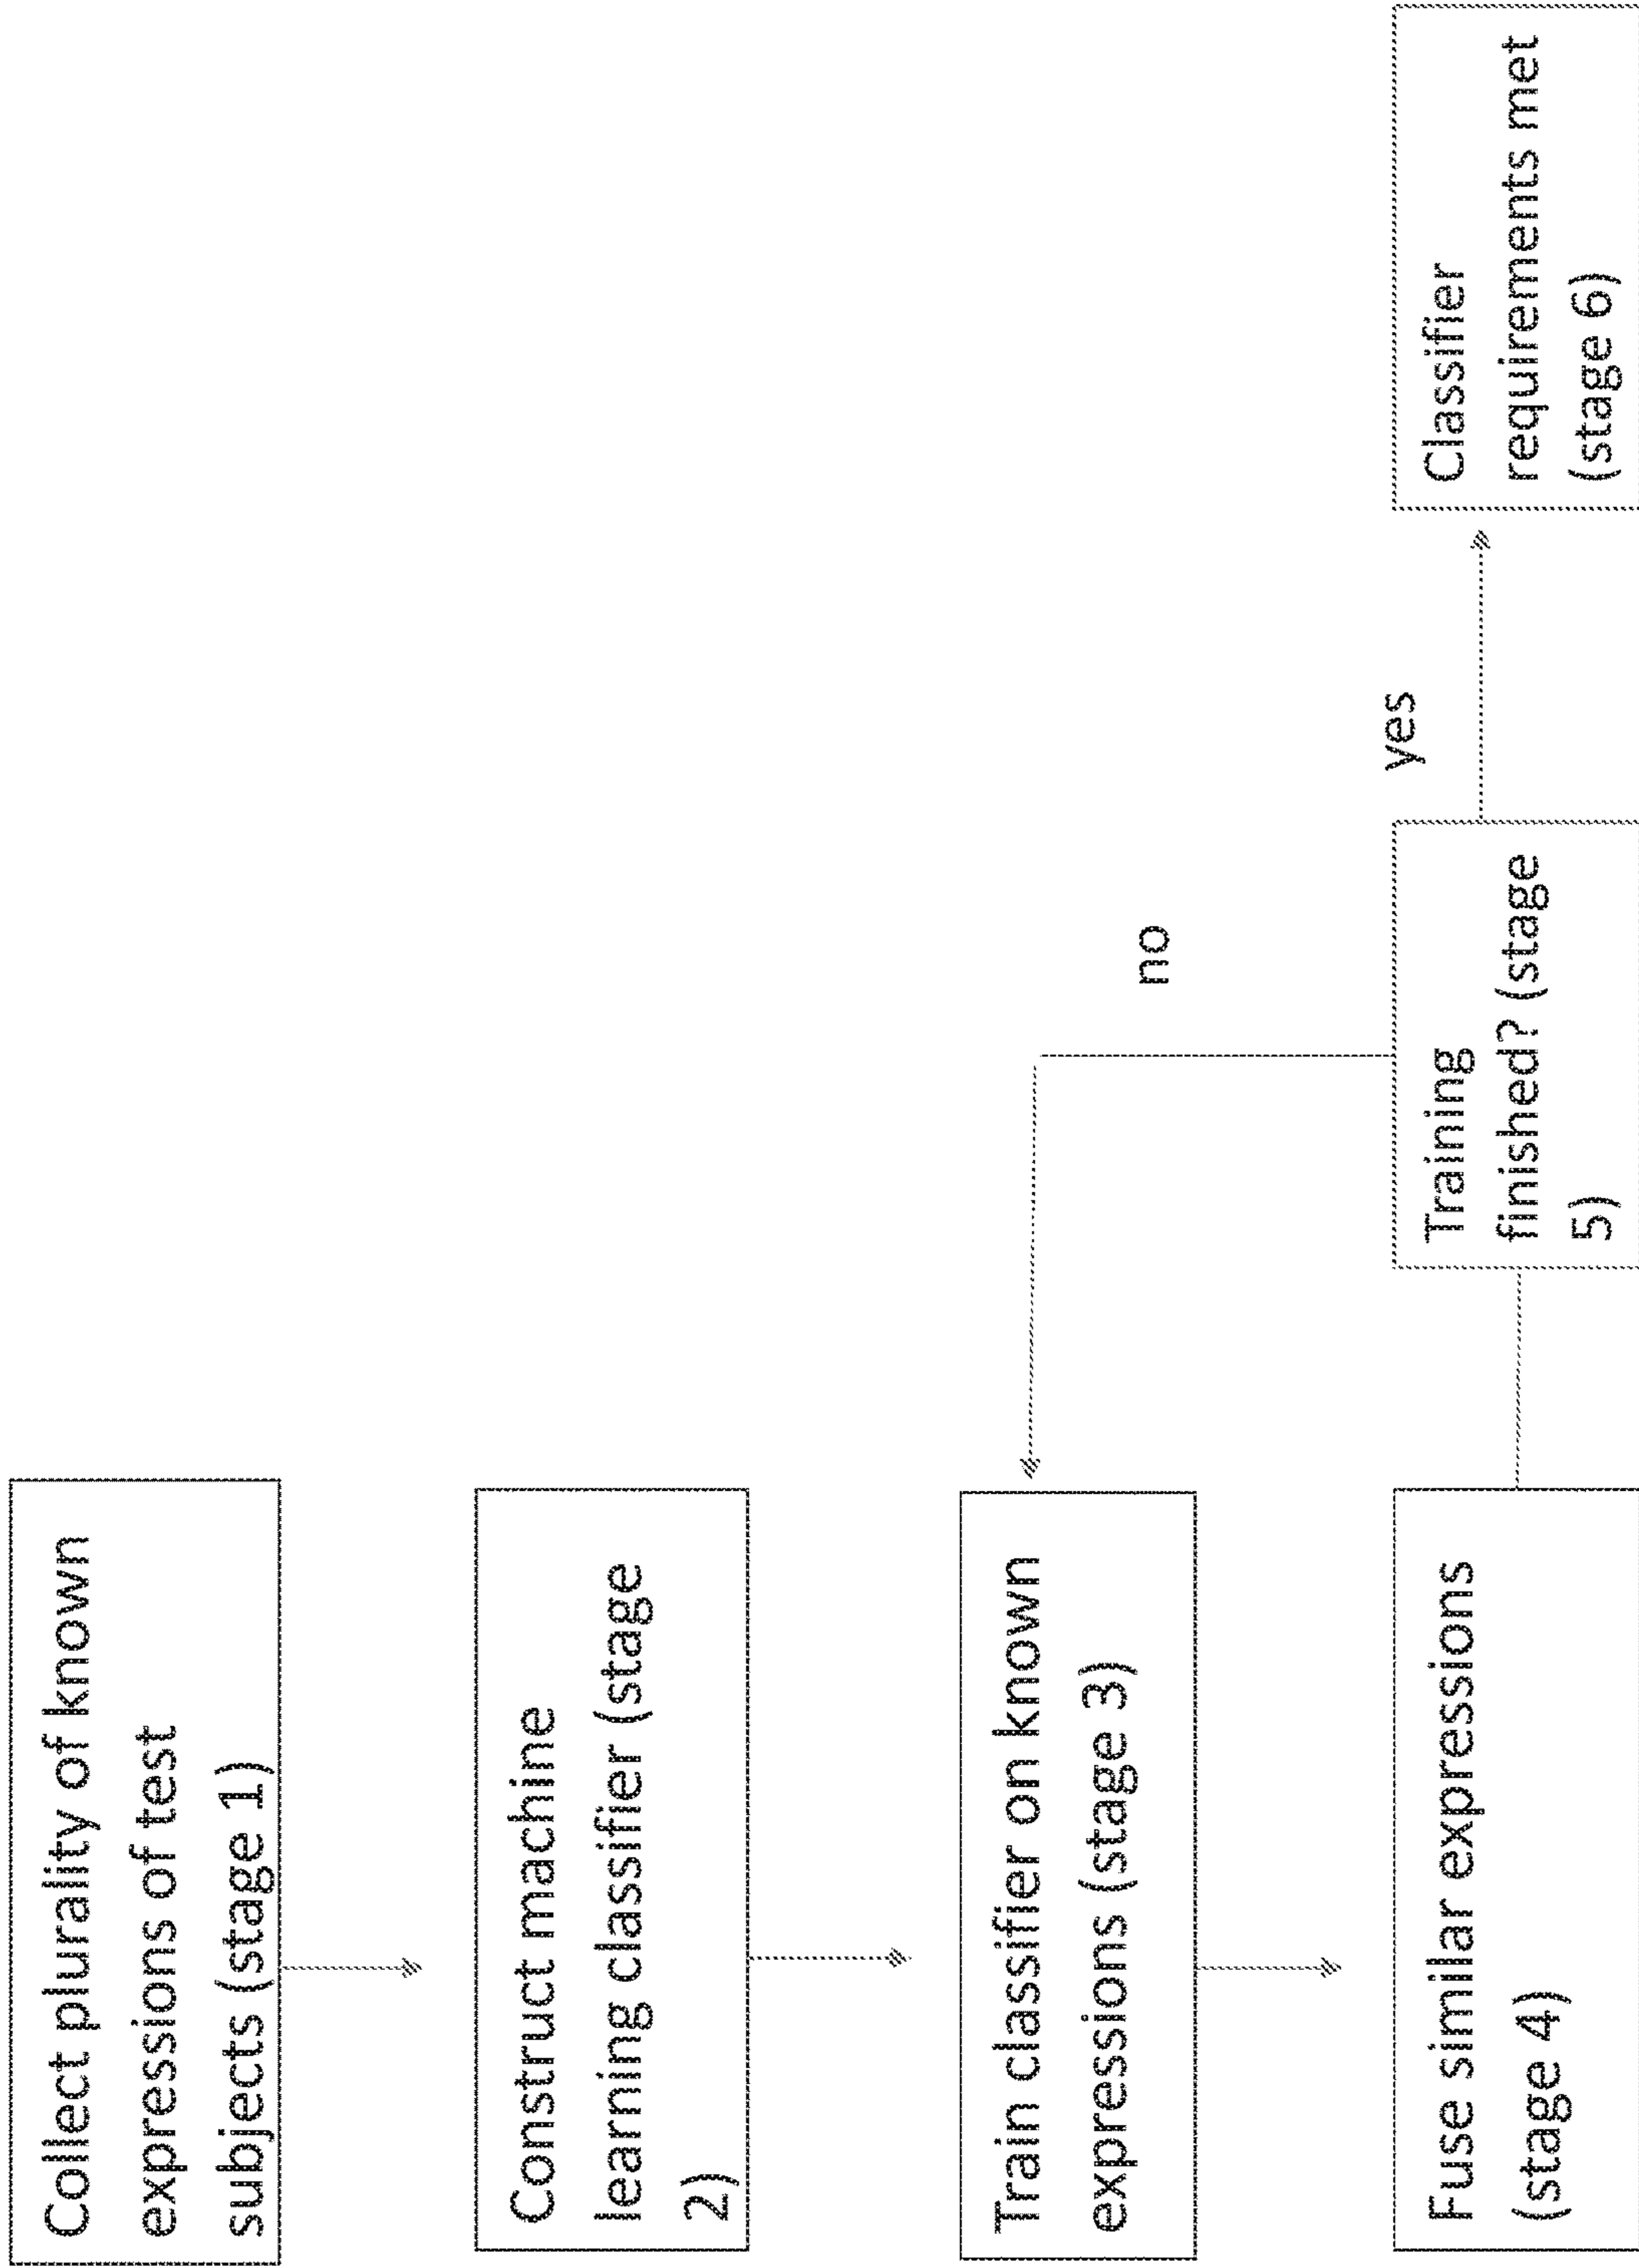 Collect plurality of known
expressions of test
subjects (stage 1)
Construct machine
learning classifier (stage
2)
Train classifier on known
expressions (stage 3)
Fuse similar expressions
(stage 4)
no
Training
finished? (stage
5)
yes
Classifier
requirements met
(stage 6)